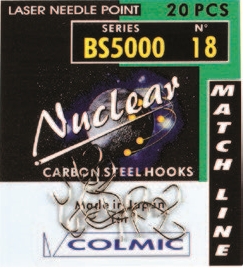 LASER NEEDLE POINT 20 PCS
SERIES N°
BS5000 18
Nuclear
CARBON STEEL HOOKS
MATCH LINE
Made in Japan
COLMIC